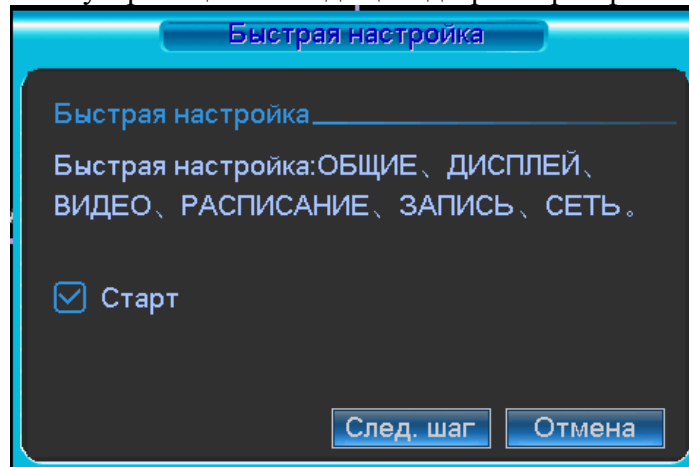 Быстрая настройка
Быстрая настройка
Быстрая настройка:ОБЩИЕ、ДИСПЛЕЙ、
ВИДЕО、РАСПИСАНИЕ、ЗАПИСЬ、СЕТЬ。
Старт
След. шаг Отмена